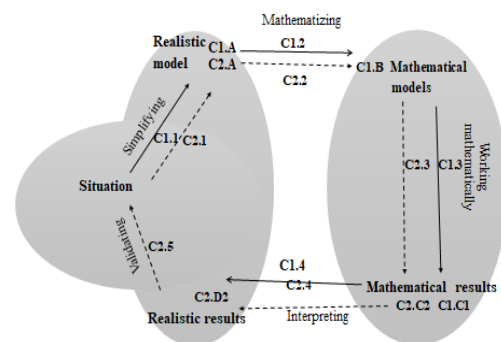 Mathematizing
Realistic C1.A
model C2.A
C1.2
C2.2
C1.B Mathematical
models
Simplifying
C1.1 C2.1
Situation
C2.3 C1.3
Working
mathematically
Validating
C2.5
C1.4
C2.4
Mathematical results
C2.C2 C1.C1
C2.D2
Realistic results
Interpreting